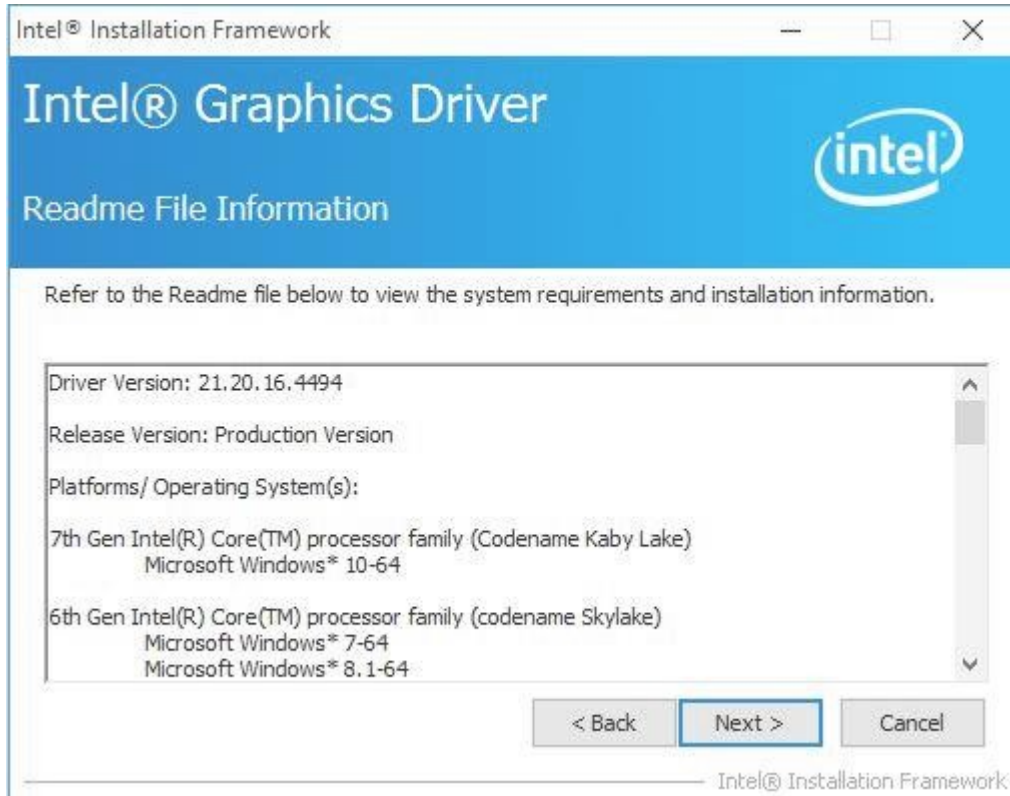 Intel® Installation Framework
Intel® Graphics Driver
intel
Readme File Information
Refer to the Readme file below to view the system requirements and installation information.
Driver Version: 21.20.16.4494
Release Version: Production Version
Platforms/ Operating System(s):
7th Gen Intel(R) Core(TM) processor family (Codename Kaby Lake)
Microsoft Windows* 10-64
6th Gen Intel(R) Core(TM) processor family (codename Skylake)
Microsoft Windows* 7-64
Microsoft Windows* 8.1-64
< Back Next > Cancel
Intel® Installation Framework